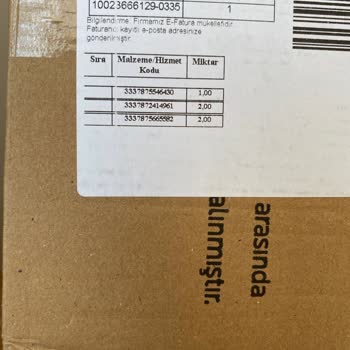 10023666129-0335 1
Bilgilendirme: Firmamız E-Fatura mükellefidir.
Faturanız kayıtlı e-posta adresinize
gönderilmiştir.
Sıra Malzeme/Hizmet Kodu Miktar
3337875546430 1,00
3337872414961 2,00
3337875665582 2,00
arasında
alınmıştır.